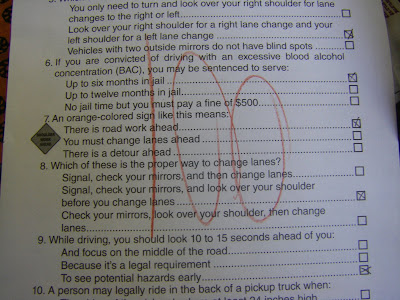 You only need to turn and look over your right shoulder for lane
changes to the right or left
Look over your right shoulder for a right lane change and your
left shoulder for a left lane change
Vehicles with two outside mirrors do not have blind spots
6. If you are convicted of driving with an excessive blood alcohol
concentration (BAC), you may be sentenced to serve:
Up to six months in jail
Up to twelve months in jail
No jail time but you must pay a fine of $500
7. An orange-colored sign like this means:
There is road work ahead
You must change lanes ahead
There is a detour ahead
8. Which of these is the proper way to change lanes?
Signal, check your mirrors, and then change lanes
Signal, check your mirrors, and look over your shoulder
before you change lanes
Check your mirrors, look over your shoulder, then change
lanes
9. While driving, you should look 10 to 15 seconds ahead of you:
And focus on the middle of the road
Because it's a legal requirement
To see potential hazards early
10. A person may legally ride in the back of a pickup truck when: